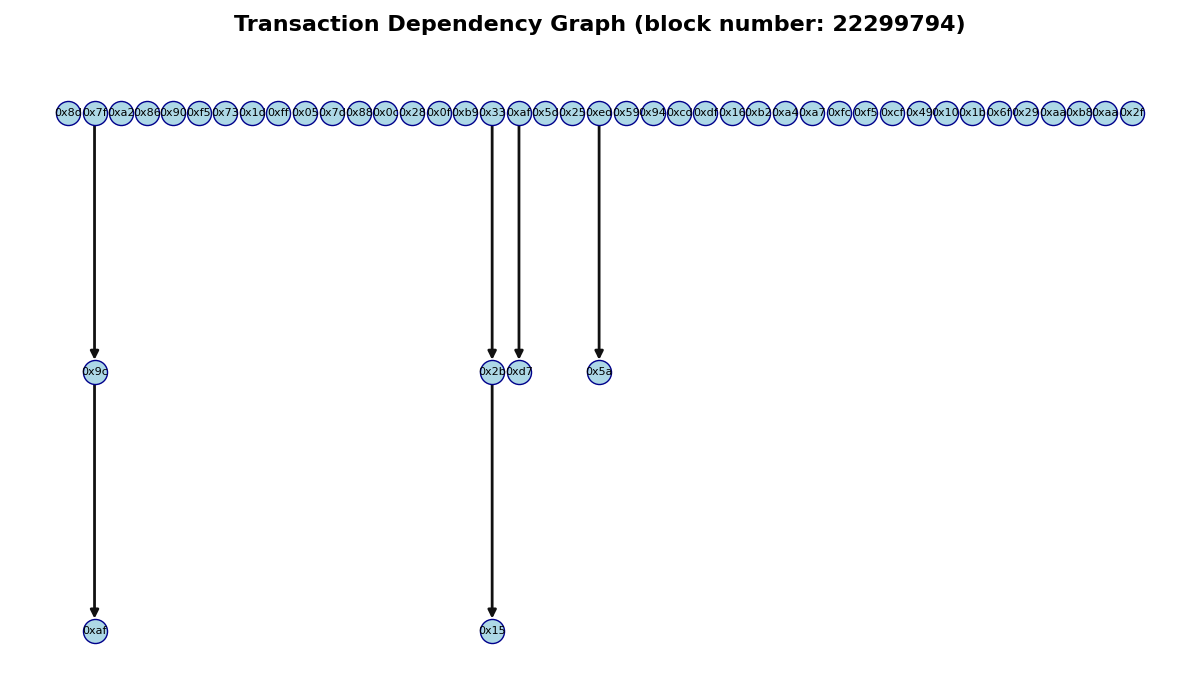 Transaction Dependency Graph (block number: 22299794)
0x8d 0x7f 0xa2 0x86 0x90 0xf5 0x73 0x1d 0xff 0x05 0x7d 0x88 0x0c 0x28 0x0f 0xb9 0x33 0xaf 0x5d 0x25 0xed 0x59 0x94 0xcd 0xdf 0x16 0xb2 0xa4 0xa7 0xfc 0xf5 0xcf 0x49 0x10 0x1b 0x6f 0x29 0xaa 0xb8 0xaa 0x2f
0x9c 0x2b 0xd7 0x5a
0xaf 0x15